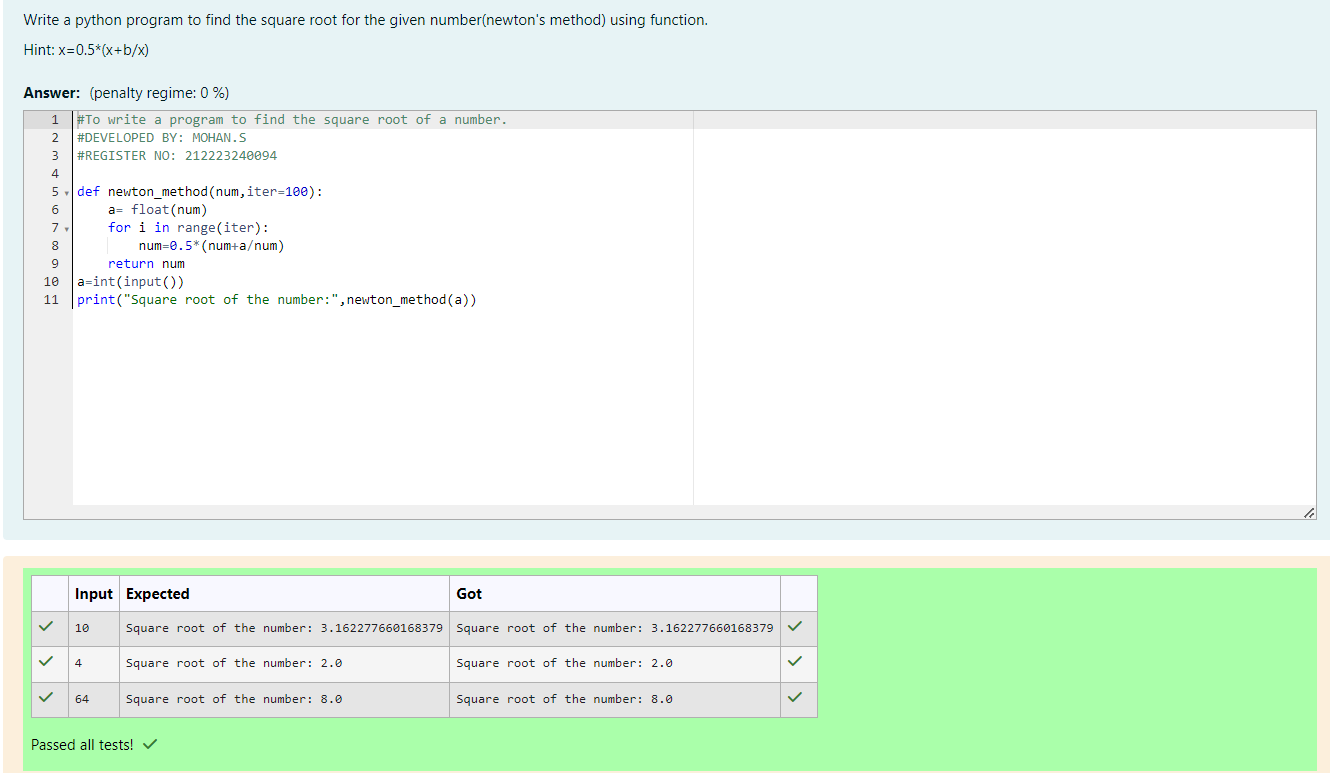 Write a python program to find the square root for the given number(newton's method) using function.
Hint: x=0.5*(x+b/x)
Answer: (penalty regime: 0 %)
1 #To write a program to find the square root of a number.
2 #DEVELOPED BY: MOHAN.S
3 #REGISTER NO: 212223240094
4
5 def newton_method(num,iter=100):
6     a= float(num)
7     for i in range(iter):
8         num=0.5*(num+a/num)
9     return num
10 a=int(input())
11 print("Square root of the number:",newton_method(a))
Input Expected Got
10 Square root of the number: 3.162277660168379 Square root of the number: 3.162277660168379
4 Square root of the number: 2.0 Square root of the number: 2.0
64 Square root of the number: 8.0 Square root of the number: 8.0
Passed all tests!